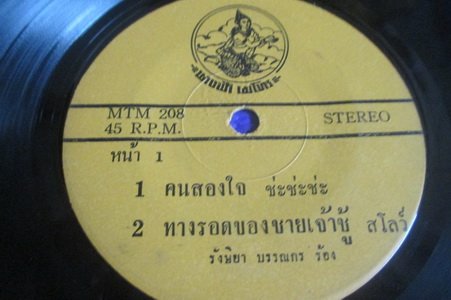 MTM 208
45 R.P.M.
STEREO
หน้า 1
1 คนสองใจ ช่ะช่ะช่ะ
2 ทางรอดของชายเจ้าชู้ สโลว์
รังษิยา บรรณกร ร้อง